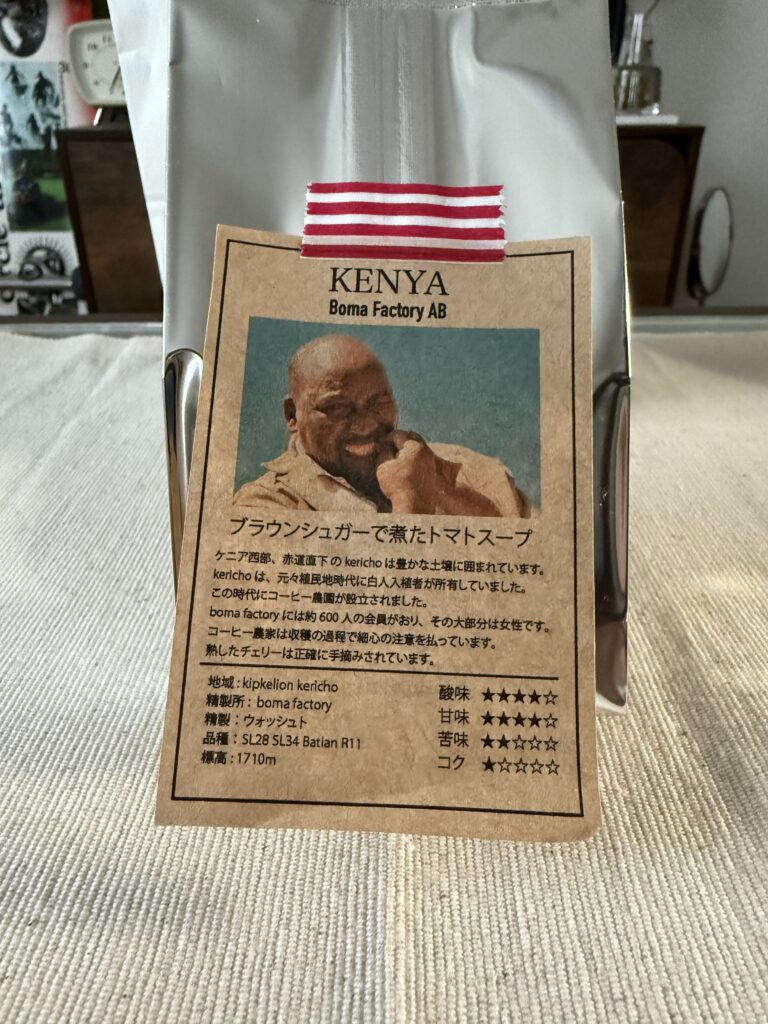 KENYA
Boma Factory AB
ブラウンシュガーで煮たトマトスープ
ケニア西部、赤道直下の kericho は豊かな土壌に囲まれています。
kericho は、元々植民地時代に白人入植者が所有していました。
この時代にコーヒー農園が設立されました。
boma factory には約 600 人の会員がおり、その大部分は女性です。
コーヒー農家は収穫の過程で細心の注意を払っています。
熟したチェリーは正確に手摘みされています。
地域 : kipkelion kericho
精製所 : boma factory
精製 : ウォッシュト
品種 : SL28 SL34 Batian R11
標高 : 1710m
酸味 ★★★★☆
甘味 ★★★★☆
苦味 ★★☆☆☆
コク ★☆☆☆☆